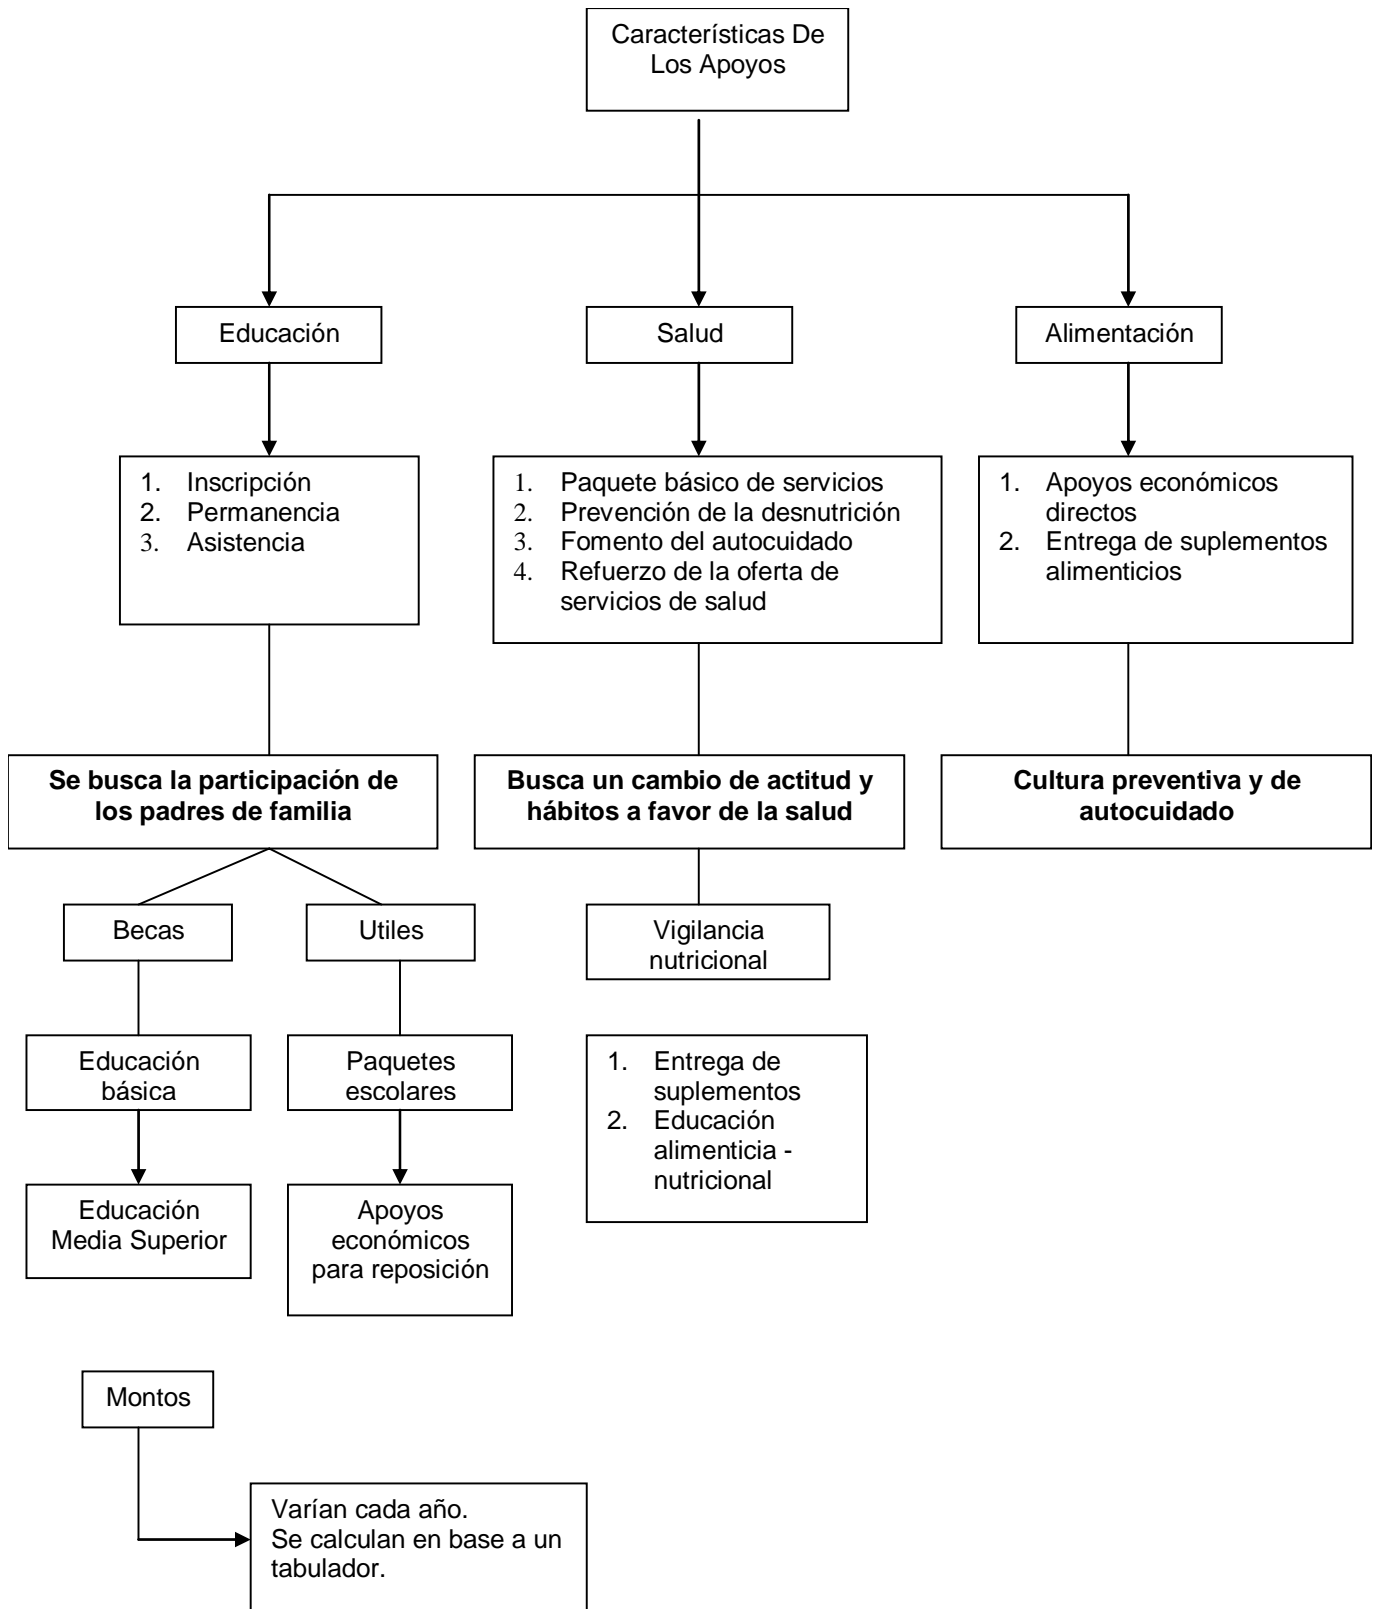 Características De
Los Apoyos
Educación
Salud
Alimentación
1. Inscripción
2. Permanencia
3. Asistencia
1. Paquete básico de servicios
2. Prevención de la desnutrición
3. Fomento del autocuidado
4. Refuerzo de la oferta de
servicios de salud
1. Apoyos económicos
directos
2. Entrega de suplementos
alimenticios
Se busca la participación de
los padres de familia
Busca un cambio de actitud y
hábitos a favor de la salud
Cultura preventiva y de
autocuidado
Becas
Utiles
Vigilancia
nutricional
Educación
básica
Paquetes
escolares
1. Entrega de
suplementos
2. Educación
alimenticia -
nutricional
Educación
Media Superior
Apoyos
económicos
para reposición
Montos
Varían cada año.
Se calculan en base a un
tabulador.